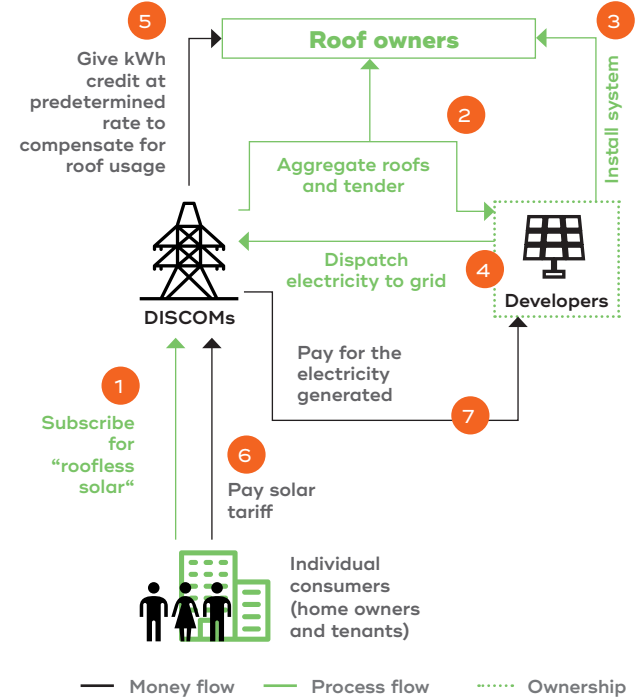 5
Give kWh
credit at
predetermined
rate to
compensate for
roof usage
Roof owners
3
Install system
2
Aggregate roofs
and tender
Dispatch
electricity to grid
4
Developers
DISCOMs
Pay for the
electricity
generated
7
1
Subscribe
for
“roofless
solar“
6
Pay solar
tariff
Individual
consumers
(home owners
and tenants)
Money flow
Process flow
Ownership